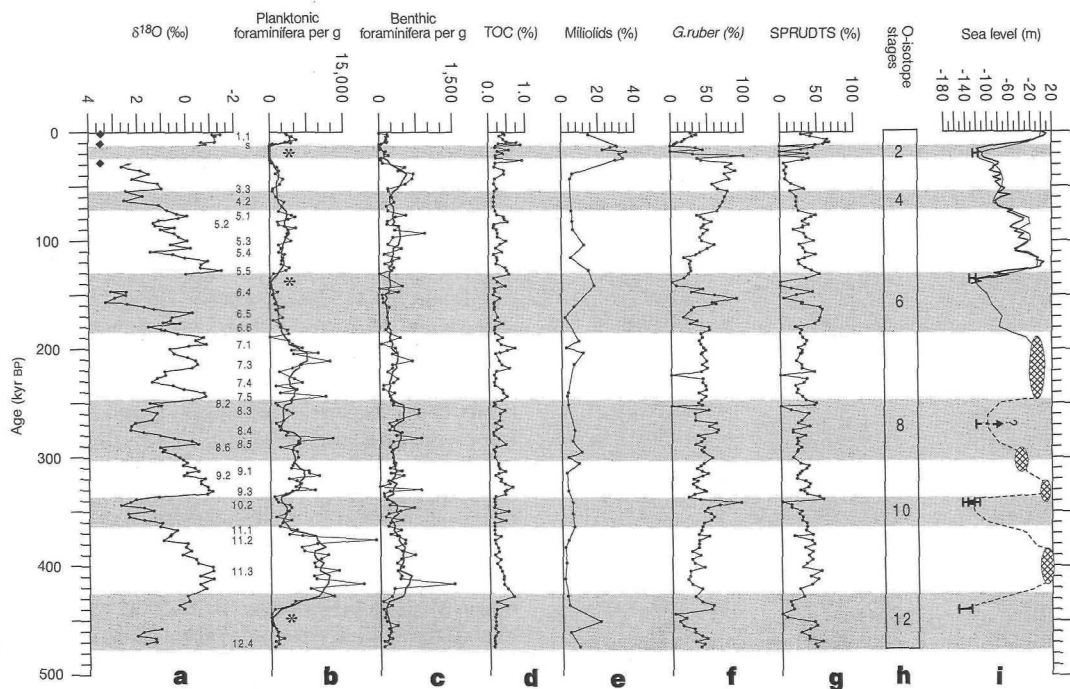 δ18O (‰)
Planktonic foraminifera per g
Benthic foraminifera per g
TOC (%)
Miliolids (%)
G.ruber (%)
SPRUDTS (%)
O-isotope stages
Sea level (m)
4 2 0 -2
0 15,000
0 1,500
0.0 1.0
0 20 40
0 50 100
0 50 100
-180 -140 -100 -60 -20 20
Age (kyr BP)
0
100
200
300
400
500
1.1
s
3.3
4.2
5.1
5.2
5.3
5.4
5.5
6.4
6.5
6.6
7.1
7.3
7.4
7.5
8.2
8.3
8.4
8.5
8.6
9.1
9.2
9.3
10.2
11.1
11.2
11.3
12.4
*
*
*
2
4
6
8
10
12
?
a b c d e f g h i